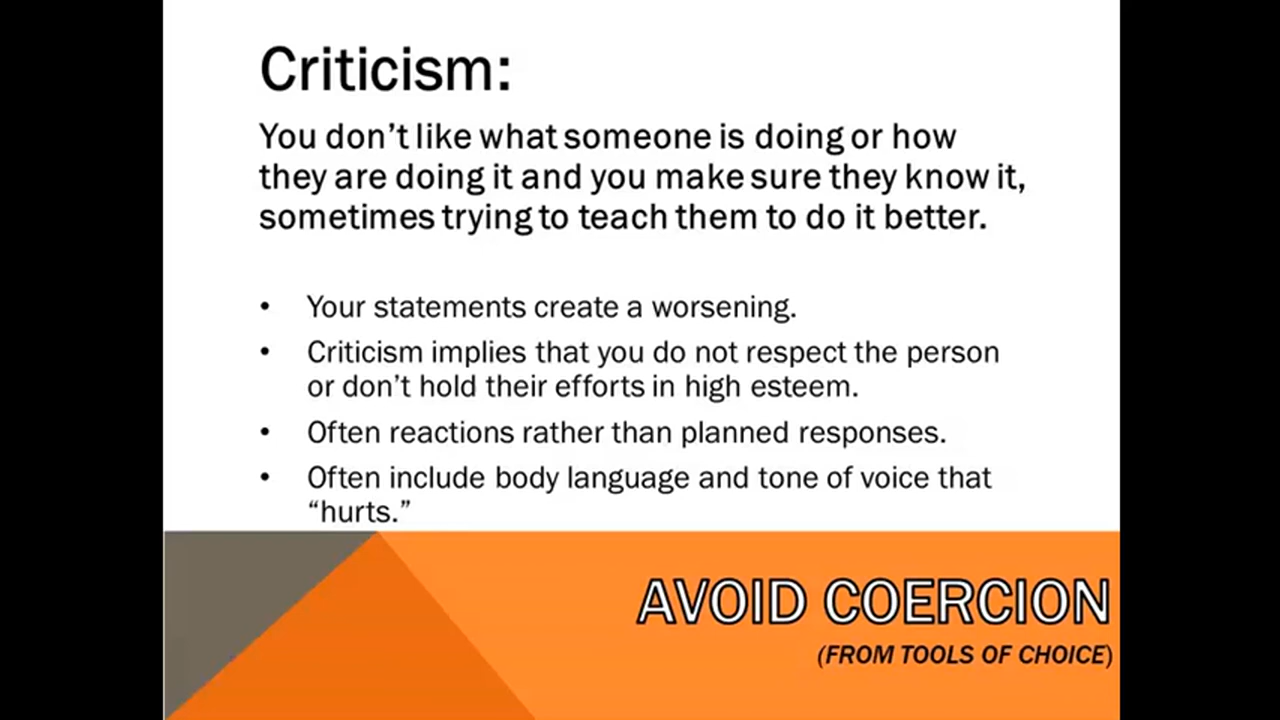 Criticism:
You don't like what someone is doing or how
they are doing it and you make sure they know it,
sometimes trying to teach them to do it better.
• Your statements create a worsening.
• Criticism implies that you do not respect the person
or don't hold their efforts in high esteem.
• Often reactions rather than planned responses.
• Often include body language and tone of voice that
“hurts.”
AVOID COERCION
(FROM TOOLS OF CHOICE)